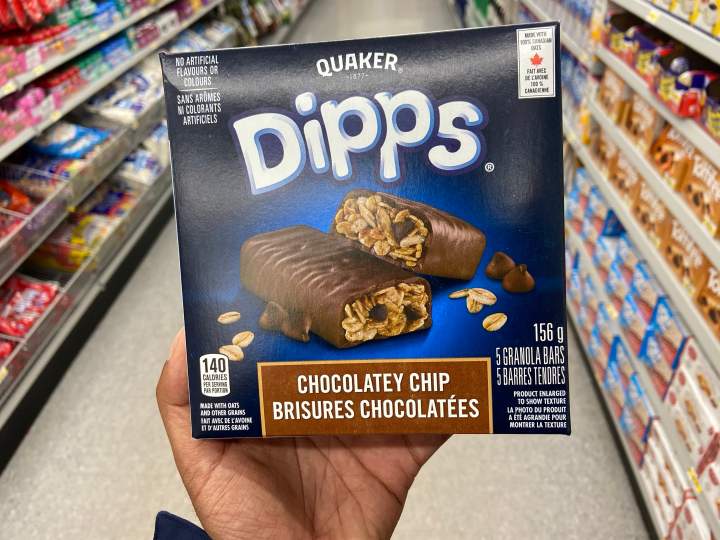 NO ARTIFICIAL
FLAVOURS OR
COLOURS
SANS ARÔMES
NI COLORANTS
ARTIFICIELS
QUAKER
-1877-
MADE WITH
100% CANADIAN
OATS
FAIT AVEC
DE L'AVOINE
100 %
CANADIENNE
Dipps®
156 g
5 GRANOLA BARS
5 BARRES TENDRES
140
CALORIES
PER SERVING
PAR PORTION
MADE WITH OATS
AND OTHER GRAINS
FAIT AVEC DE L'AVOINE
ET D'AUTRES GRAINS
CHOCOLATEY CHIP
BRISURES CHOCOLATÉES
PRODUCT ENLARGED
TO SHOW TEXTURE
LA PHOTO DU PRODUIT
A ÉTÉ AGRANDIE POUR
MONTRER LA TEXTURE